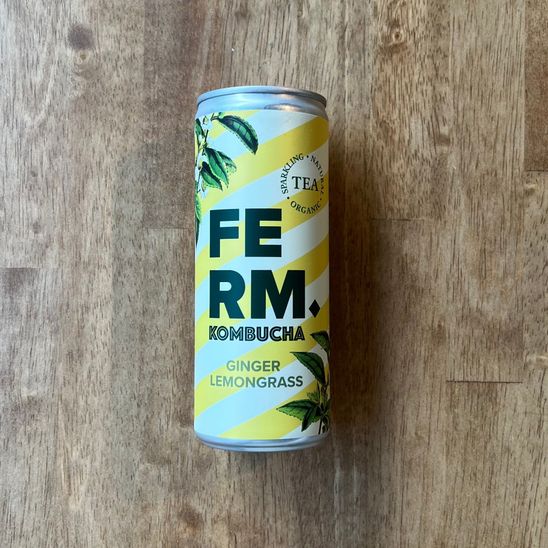 SPARKLING • NATURAL
TEA
ORGANIC
FE
RM.
KOMBUCHA
GINGER
LEMONGRASS